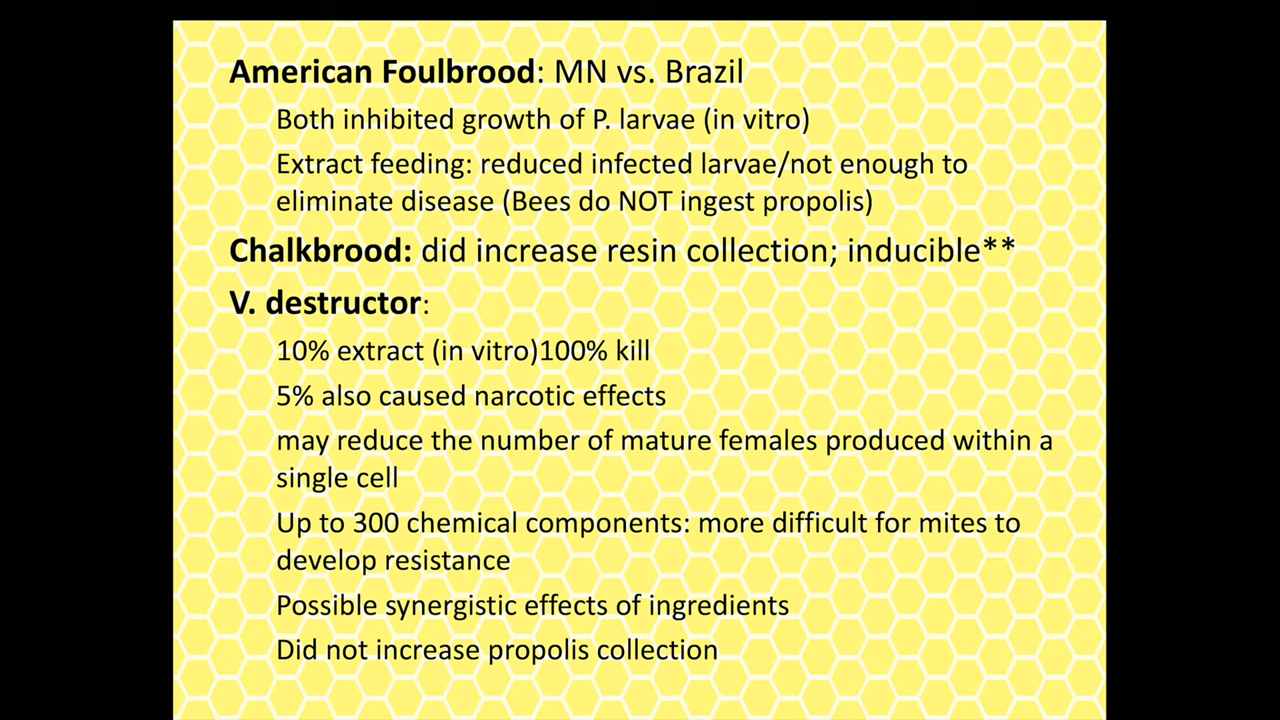 American Foulbrood: MN vs. Brazil
Both inhibited growth of P. larvae (in vitro)
Extract feeding: reduced infected larvae/not enough to
eliminate disease (Bees do NOT ingest propolis)
Chalkbrood: did increase resin collection; inducible**
V. destructor:
10% extract (in vitro)100% kill
5% also caused narcotic effects
may reduce the number of mature females produced within a
single cell
Up to 300 chemical components: more difficult for mites to
develop resistance
Possible synergistic effects of ingredients
Did not increase propolis collection